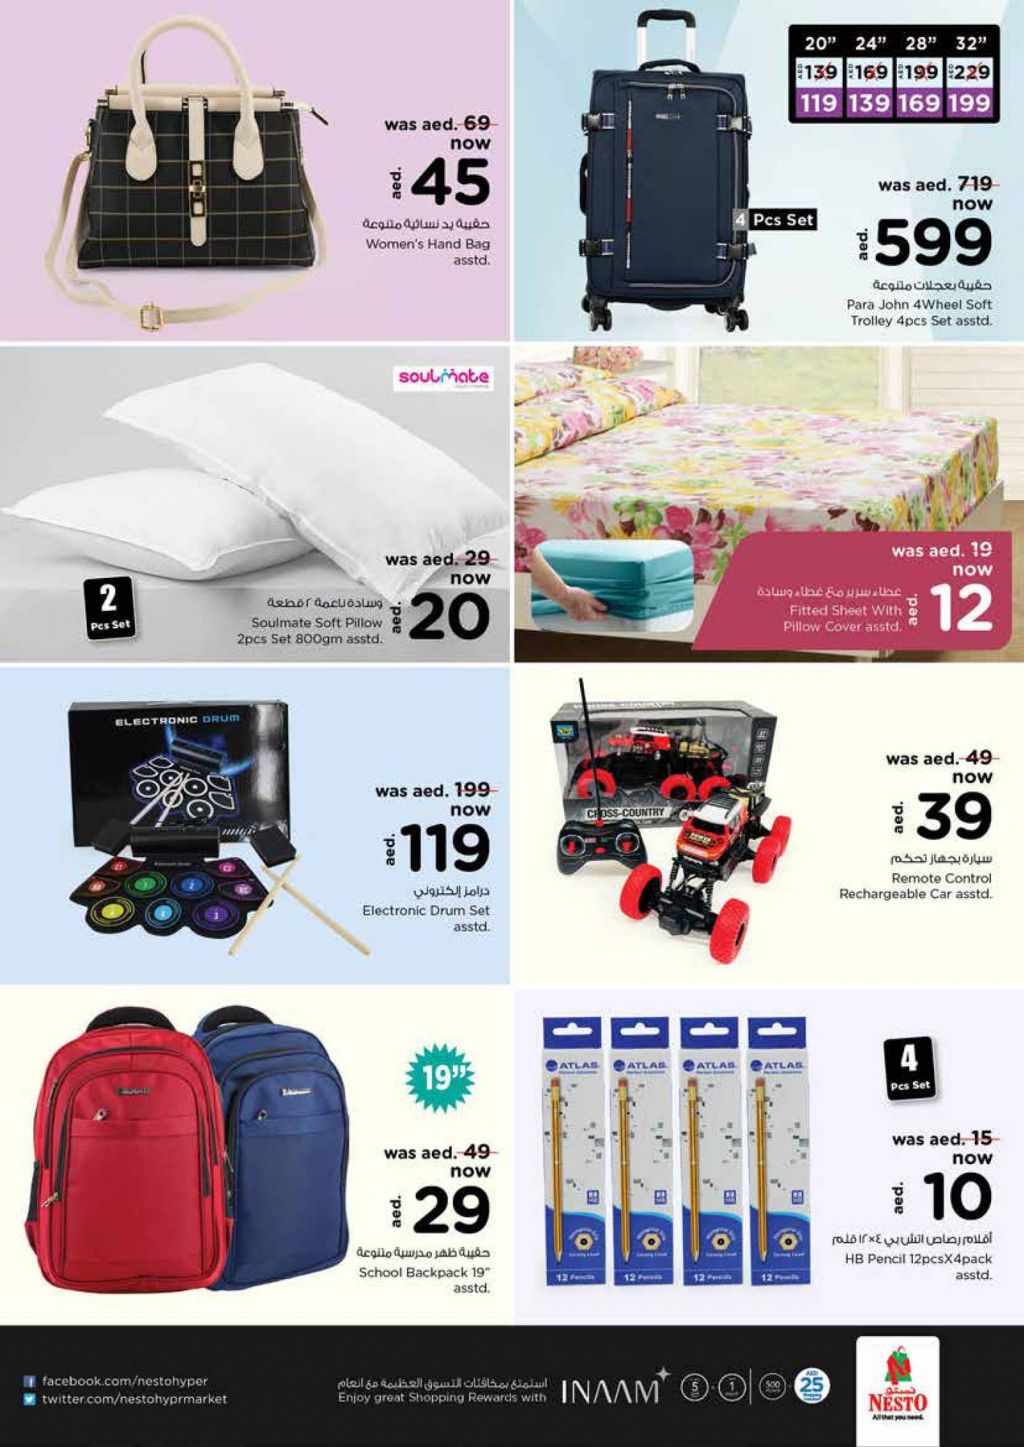 was aed. 69
now
aed. 45
حقيبة يد نسائية متنوعة
Women's Hand Bag
asstd.
20” 24” 28” 32”
AED 139 AED 169 AED 199 AED 229
119 139 169 199
4 Pcs Set
was aed. 719
now
aed. 599
حقيبة بعجلات متنوعة
Para John 4Wheel Soft
Trolley 4pcs Set asstd.
soulmate
2
Pcs Set
was aed. 29
now
aed. 20
وسادة ناعمة ٢ قطعة
Soulmate Soft Pillow
2pcs Set 800gm asstd.
was aed. 19
now
aed. 12
غطاء سرير مع غطاء وسادة
Fitted Sheet With
Pillow Cover asstd.
ELECTRONIC DRUM
was aed. 199
now
aed. 119
درامز إلكتروني
Electronic Drum Set
asstd.
CROSS-COUNTRY
was aed. 49
now
aed. 39
سيارة بجهاز تحكم
Remote Control
Rechargeable Car asstd.
19”
was aed. 49
now
aed. 29
حقيبة ظهر مدرسية متنوعة
School Backpack 19”
asstd.
ATLAS ATLAS ATLAS ATLAS
HB HB HB HB
12 Pencils 12 Pencils 12 Pencils 12 Pencils
4
Pcs Set
was aed. 15
now
aed. 10
أقلام رصاص اتش بي ٤×١٢ قلم
HB Pencil 12pcsX4pack
asstd.
facebook.com/nestohyper
twitter.com/nestohyprmarket
استمتع بمكافئات التسوق العظيمة مع انعام
Enjoy great Shopping Rewards with
INAAM
5 1 500 AED 25
نستو
NESTO
All that you need.